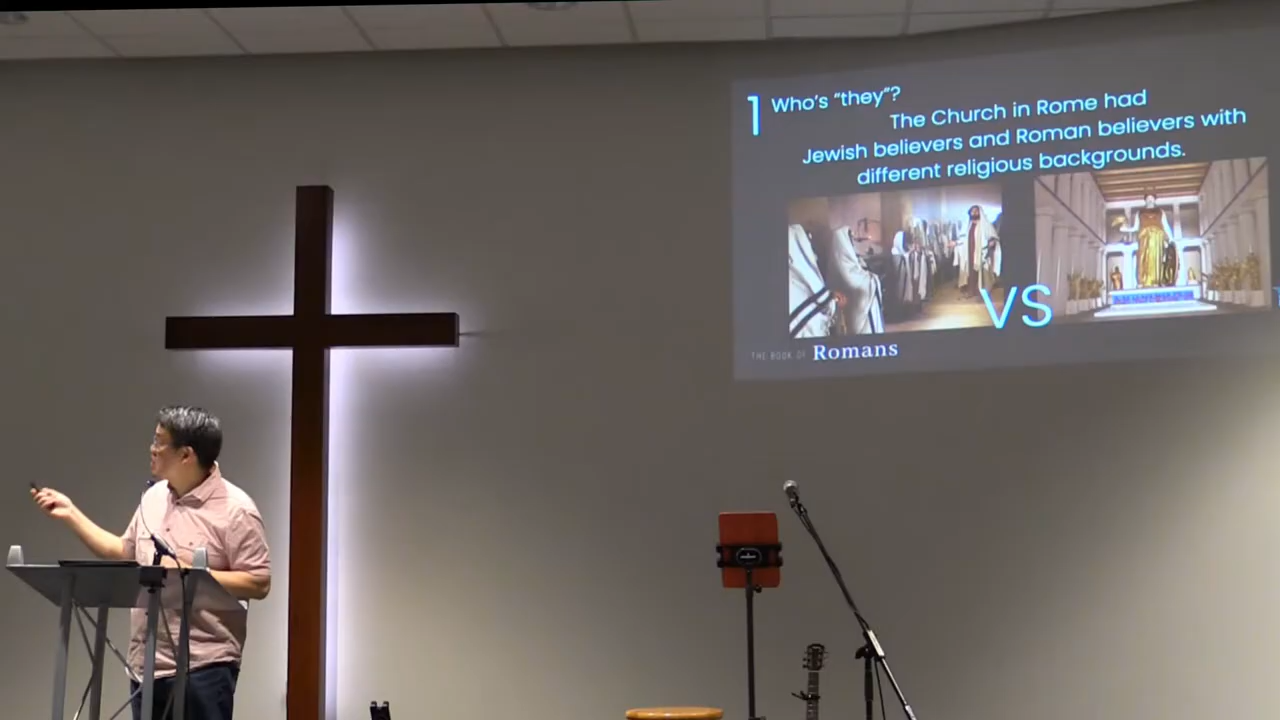 1 Who's "they"?
The Church in Rome had
Jewish believers and Roman believers with
different religious backgrounds.
VS
THE BOOK OF Romans